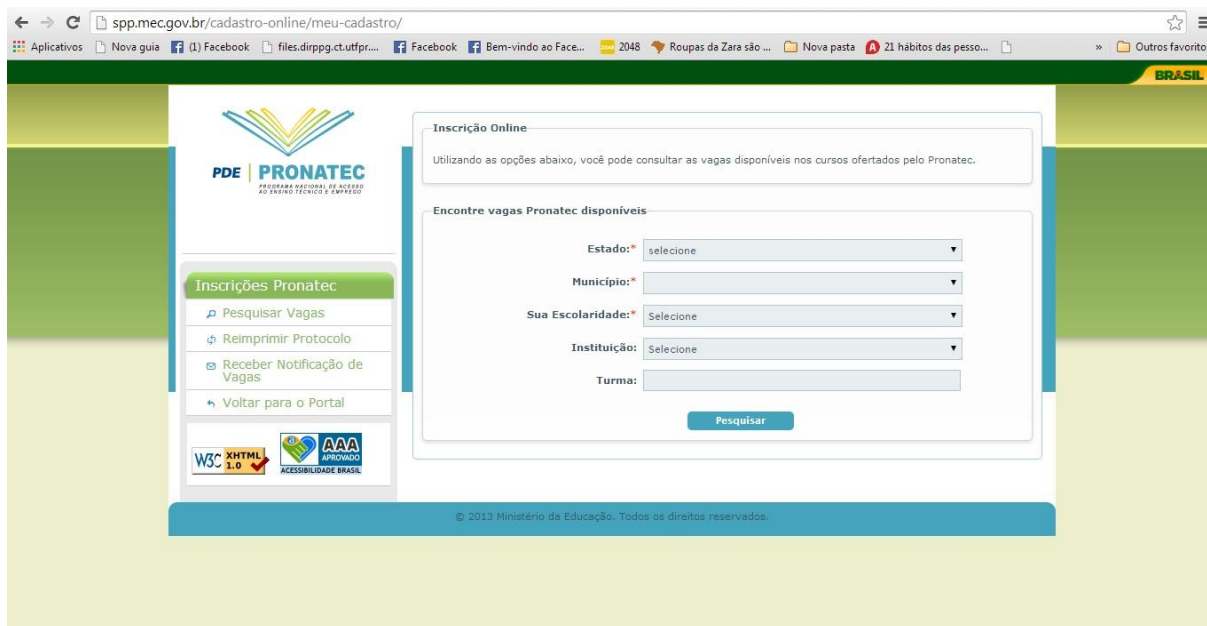 spp.mec.gov.br/cadastro-online/meu-cadastro/
Aplicativos Nova guia (1) Facebook files.dirppg.ct.utfpr.... Facebook Bem-vindo ao Face... 2048 2048 Roupas da Zara são ... Nova pasta A 21 hábitos das pesso... » Outros favorito
BRASIL
PDE | PRONATEC
PROGRAMA NACIONAL DE ACESSO
AO ENSINO TÉCNICO E EMPREGO
Inscrições Pronatec
Pesquisar Vagas
Reimprimir Protocolo
Receber Notificação de
Vagas
Voltar para o Portal
W3C XHTML
1.0
AAA
APROVADO
ACESSIBILIDADE BRASIL
Inscrição Online
Utilizando as opções abaixo, você pode consultar as vagas disponíveis nos cursos ofertados pelo Pronatec.
Encontre vagas Pronatec disponíveis
Estado:* selecione
Município:*
Sua Escolaridade:* Selecione
Instituição: Selecione
Turma:
Pesquisar
© 2013 Ministério da Educação. Todos os direitos reservados.